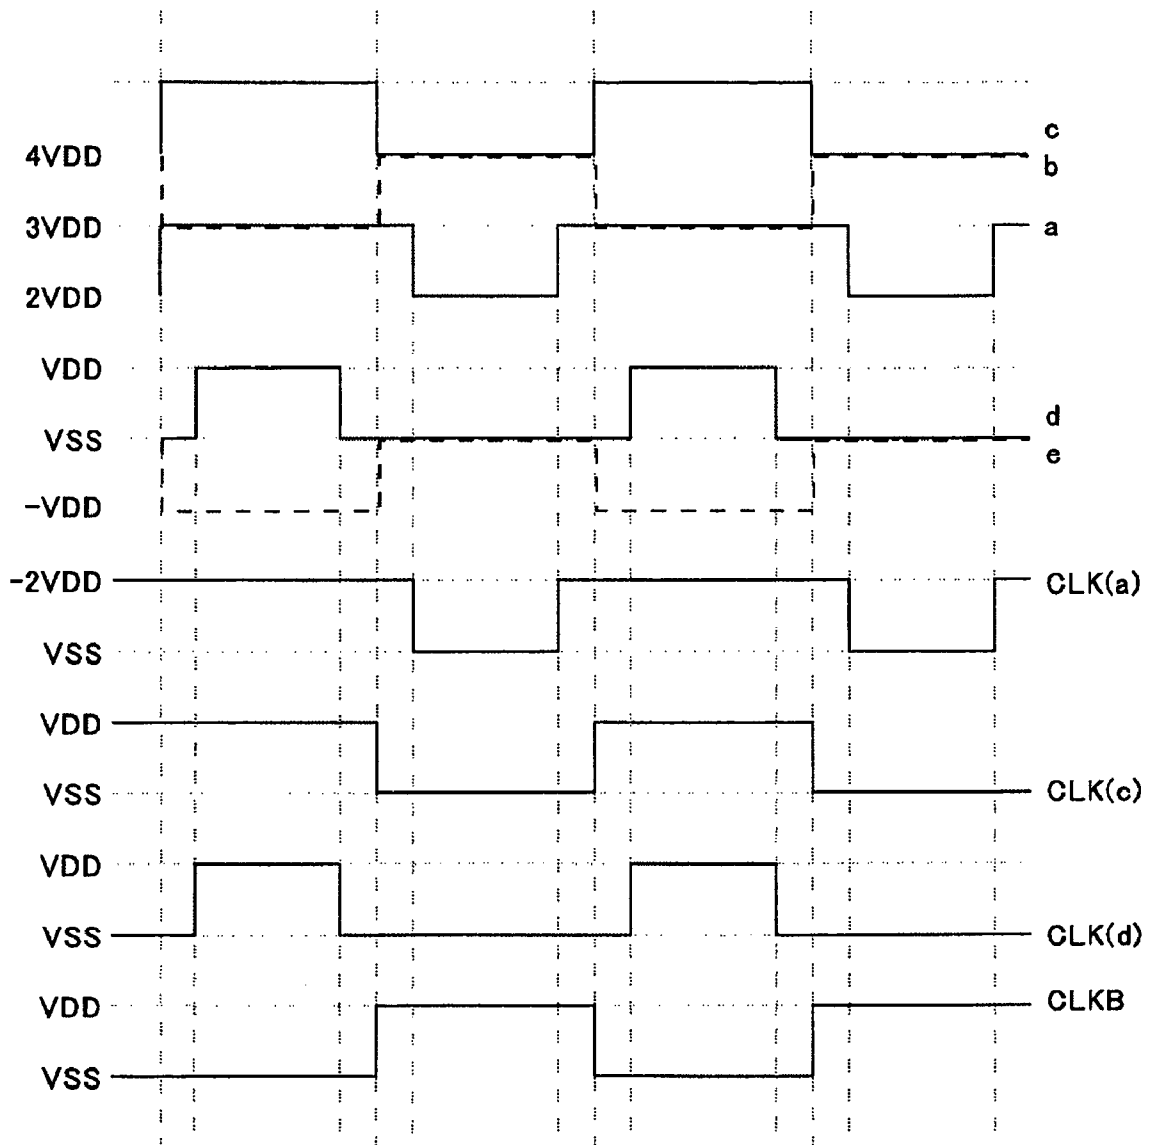 c
4VDD
b
3VDD a
2VDD
VDD
d
VSS
e
-VDD
-2VDD CLK(a)
VSS
VDD
VSS CLK(c)
VDD
VSS CLK(d)
VDD CLKB
VSS